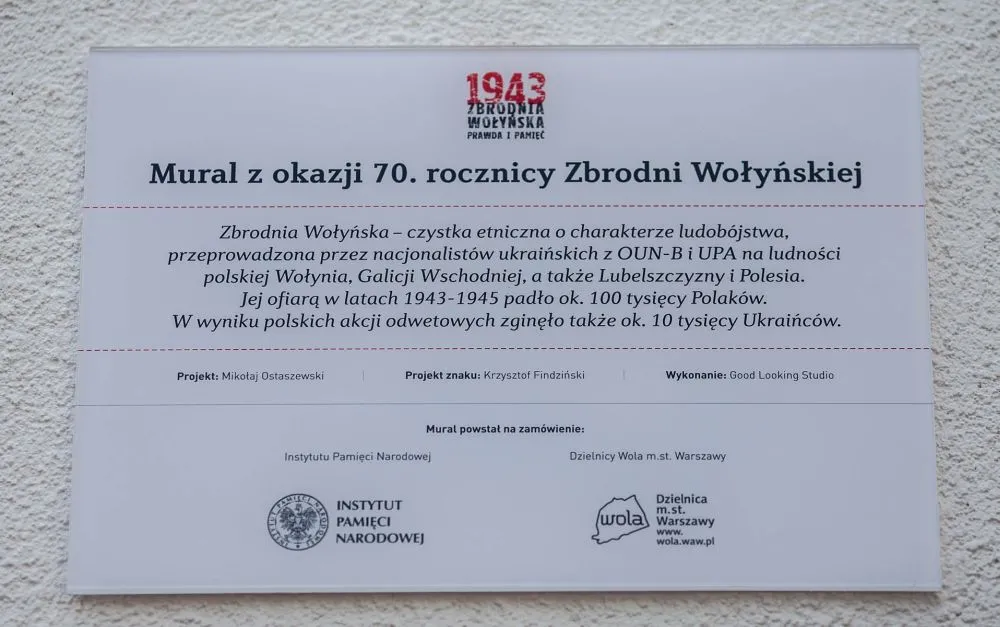 1943
ZBRODNIA
WOŁYŃSKA
PRAWDA I PAMIĘĆ
Mural z okazji 70. rocznicy Zbrodni Wołyńskiej
Zbrodnia Wołyńska – czystka etniczna o charakterze ludobójstwa,
przeprowadzona przez nacjonalistów ukraińskich z OUN-B i UPA na ludności
polskiej Wołynia, Galicji Wschodniej, a także Lubelszczyzny i Polesia.
Jej ofiarą w latach 1943-1945 padło ok. 100 tysięcy Polaków.
W wyniku polskich akcji odwetowych zginęło także ok. 10 tysięcy Ukraińców.
Projekt: Mikołaj Ostaszewski | Projekt znaku: Krzysztof Findziński | Wykonanie: Good Looking Studio
Mural powstał na zamówienie:
Instytutu Pamięci Narodowej Dzielnicy Wola m.st. Warszawy
INSTYTUT PAMIĘCI NARODOWEJ
INSTYTUT
PAMIĘCI
NARODOWEJ
wola
Dzielnica
m.st.
Warszawy
www.
wola.waw.pl